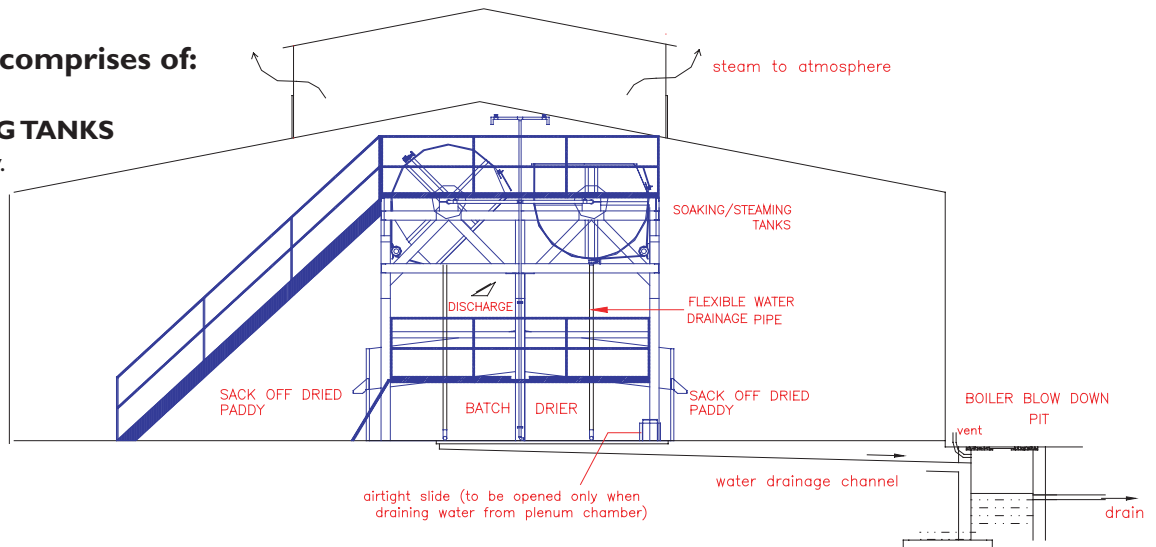 comprises of:
steam to atmosphere
G TANKS
SOAKING/STEAMING
TANKS
DISCHARGE
FLEXIBLE WATER
DRAINAGE PIPE
SACK OFF DRIED
PADDY
BATCH DRIER
SACK OFF DRIED
PADDY
BOILER BLOW DOWN
PIT
vent
water drainage channel
airtight slide (to be opened only when
draining water from plenum chamber)
drain